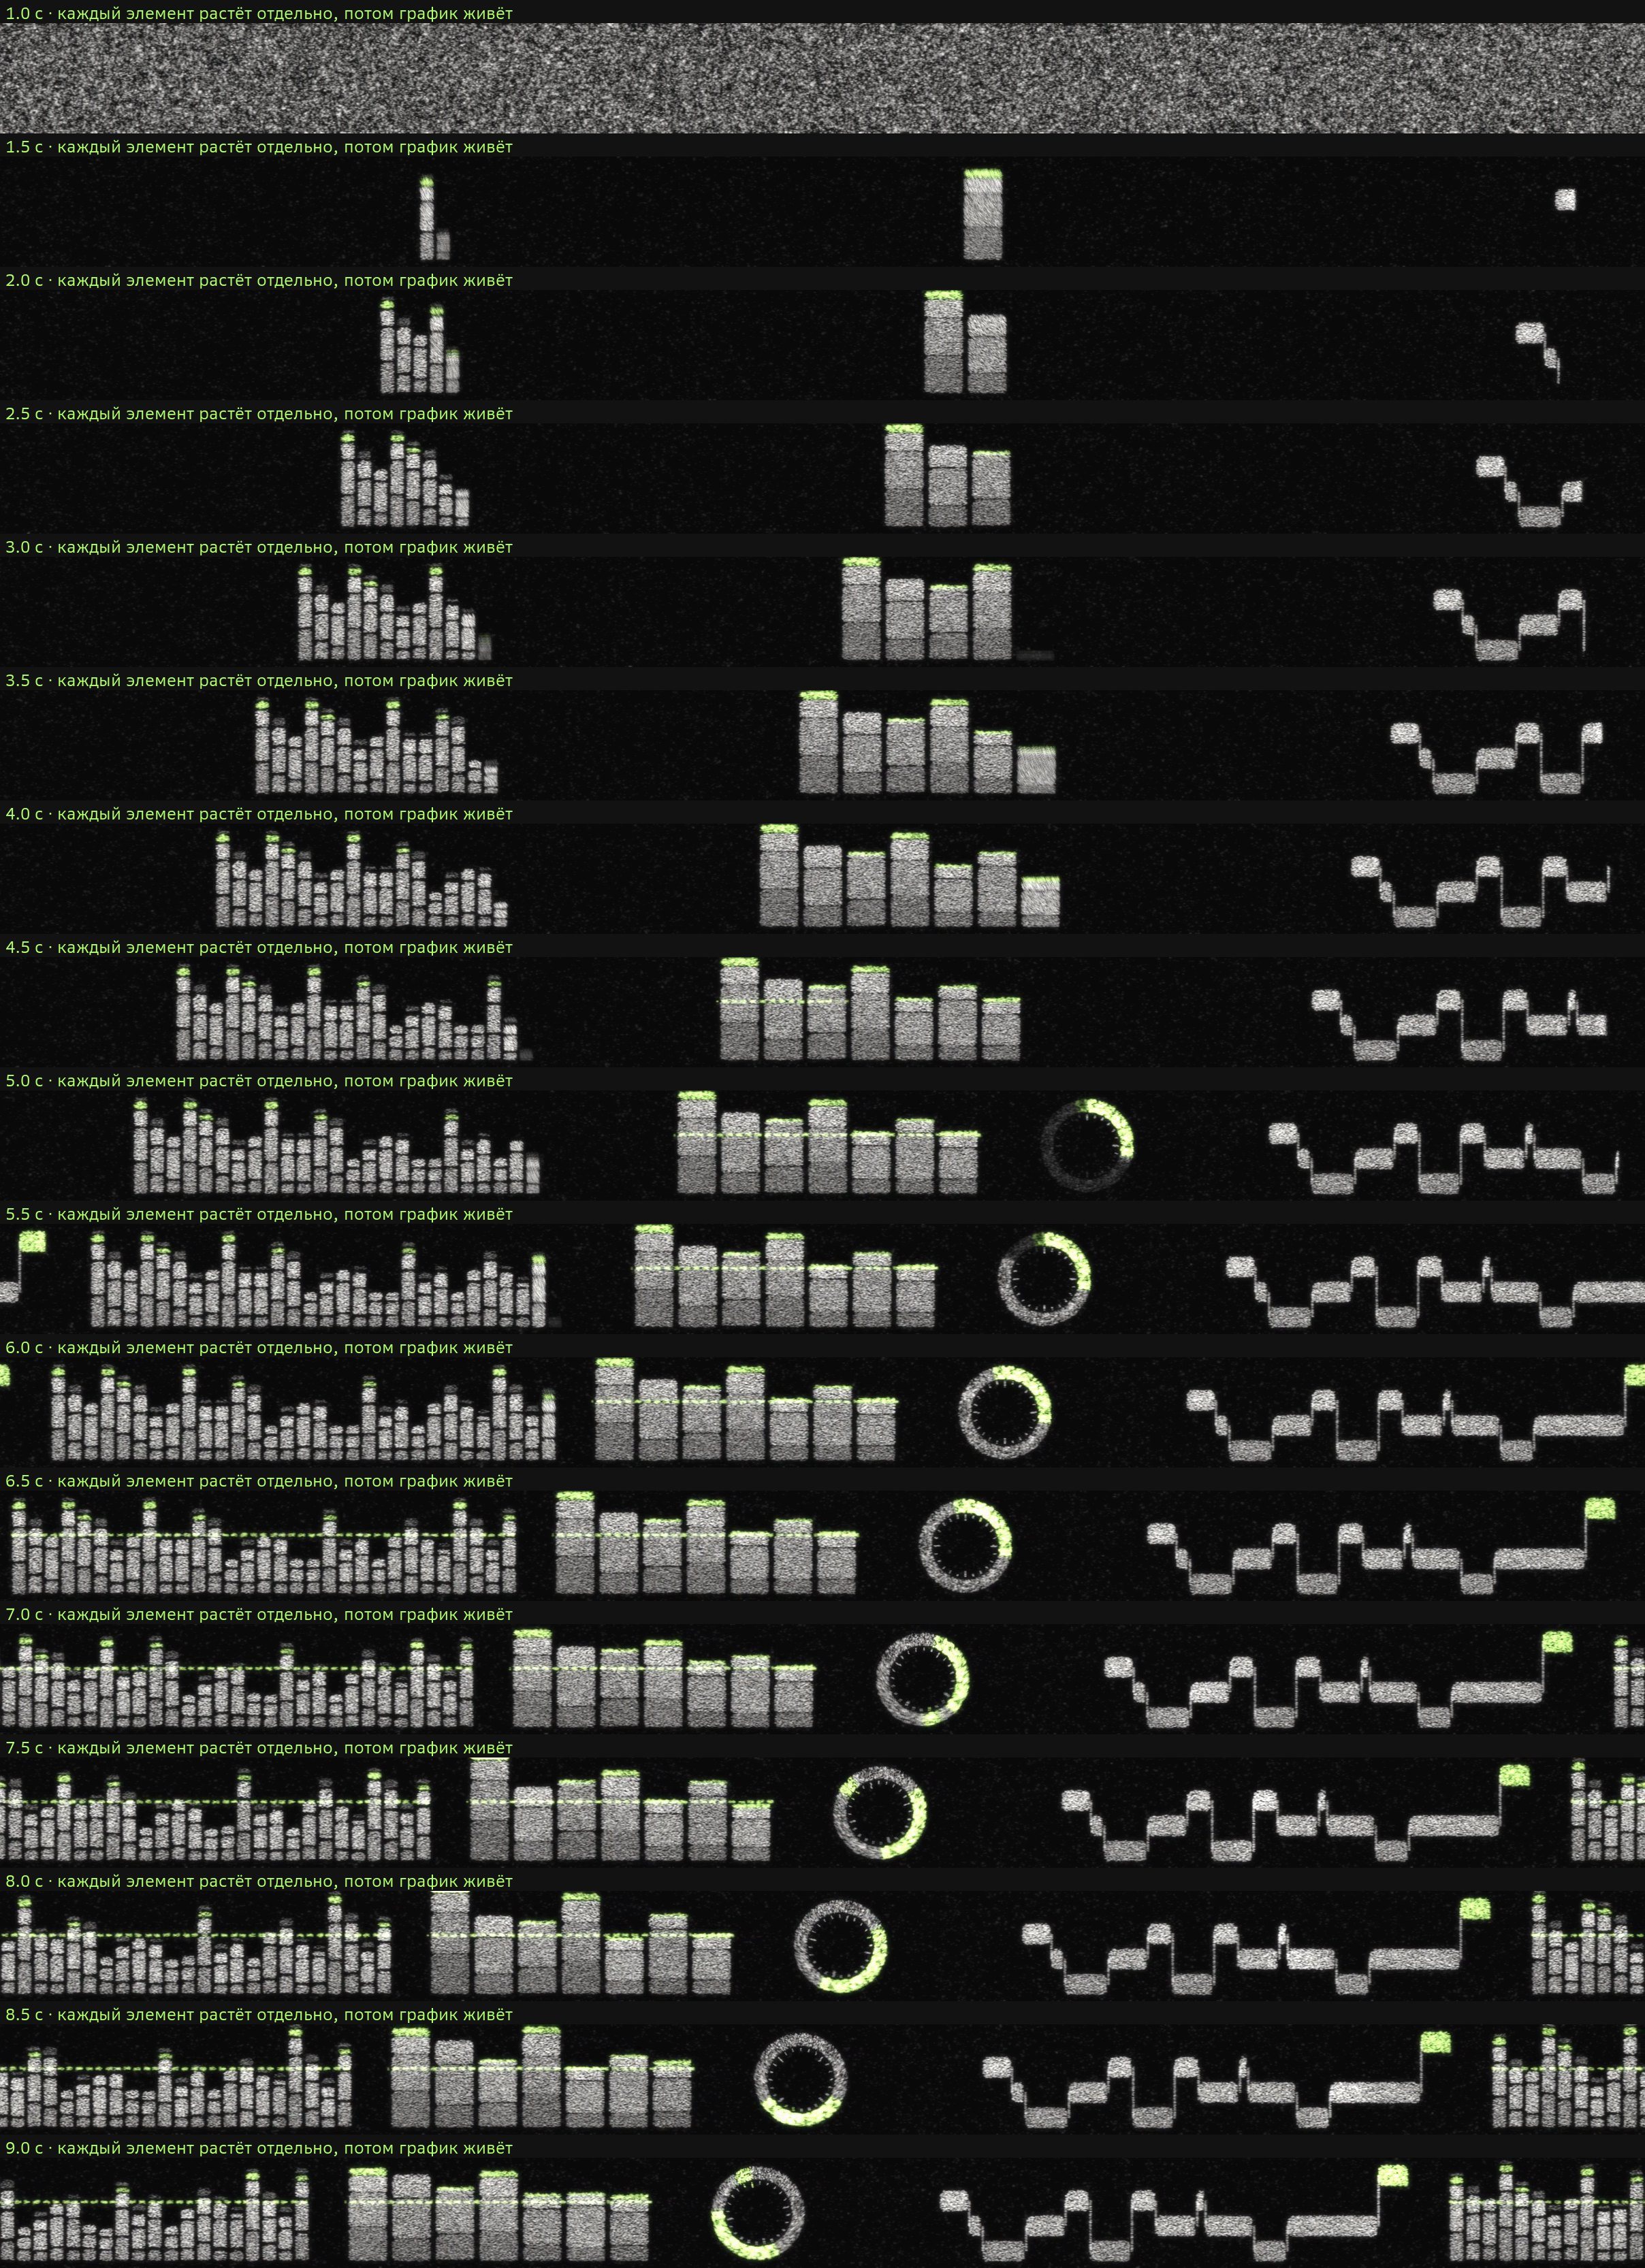 1.0 с · каждый элемент растёт отдельно, потом график живёт
1.5 с · каждый элемент растёт отдельно, потом график живёт
2.0 с · каждый элемент растёт отдельно, потом график живёт
2.5 с · каждый элемент растёт отдельно, потом график живёт
3.0 с · каждый элемент растёт отдельно, потом график живёт
3.5 с · каждый элемент растёт отдельно, потом график живёт
4.0 с · каждый элемент растёт отдельно, потом график живёт
4.5 с · каждый элемент растёт отдельно, потом график живёт
5.0 с · каждый элемент растёт отдельно, потом график живёт
5.5 с · каждый элемент растёт отдельно, потом график живёт
6.0 с · каждый элемент растёт отдельно, потом график живёт
6.5 с · каждый элемент растёт отдельно, потом график живёт
7.0 с · каждый элемент растёт отдельно, потом график живёт
7.5 с · каждый элемент растёт отдельно, потом график живёт
8.0 с · каждый элемент растёт отдельно, потом график живёт
8.5 с · каждый элемент растёт отдельно, потом график живёт
9.0 с · каждый элемент растёт отдельно, потом график живёт